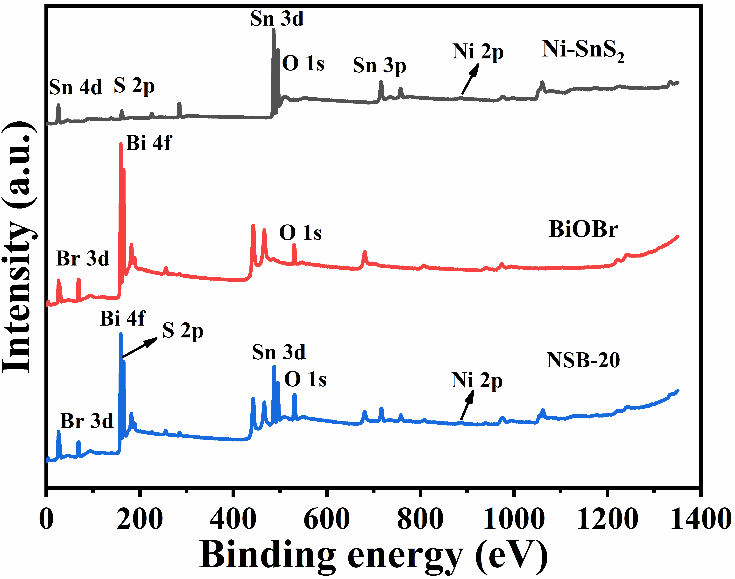 Sn 3d
Ni 2p
Ni-SnS₂
O 1s
Sn 3p
Sn 4d
S 2p
Bi 4f
BiOBr
O 1s
Br 3d
Bi 4f
S 2p
Sn 3d
NSB-20
O 1s
Ni 2p
Br 3d
Intensity (a.u.)
0 200 400 600 800 1000 1200 1400
Binding energy (eV)